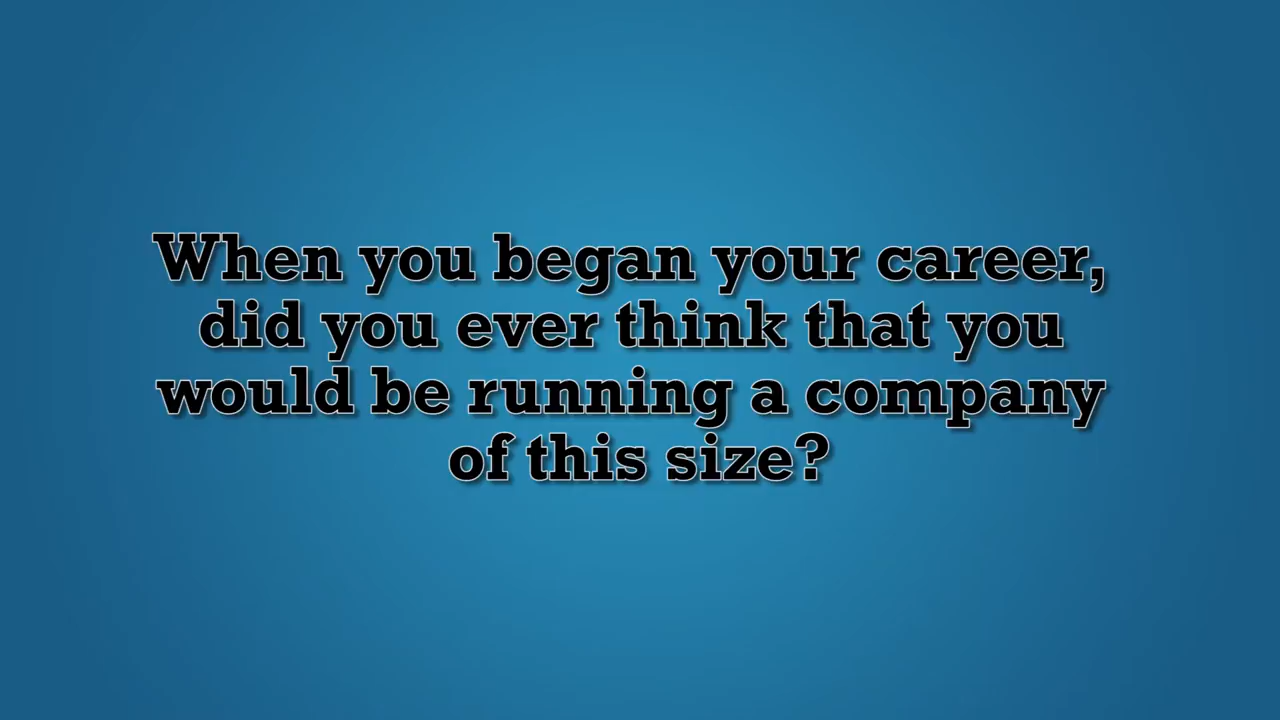 When you began your career,
did you ever think that you
would be running a company
of this size?